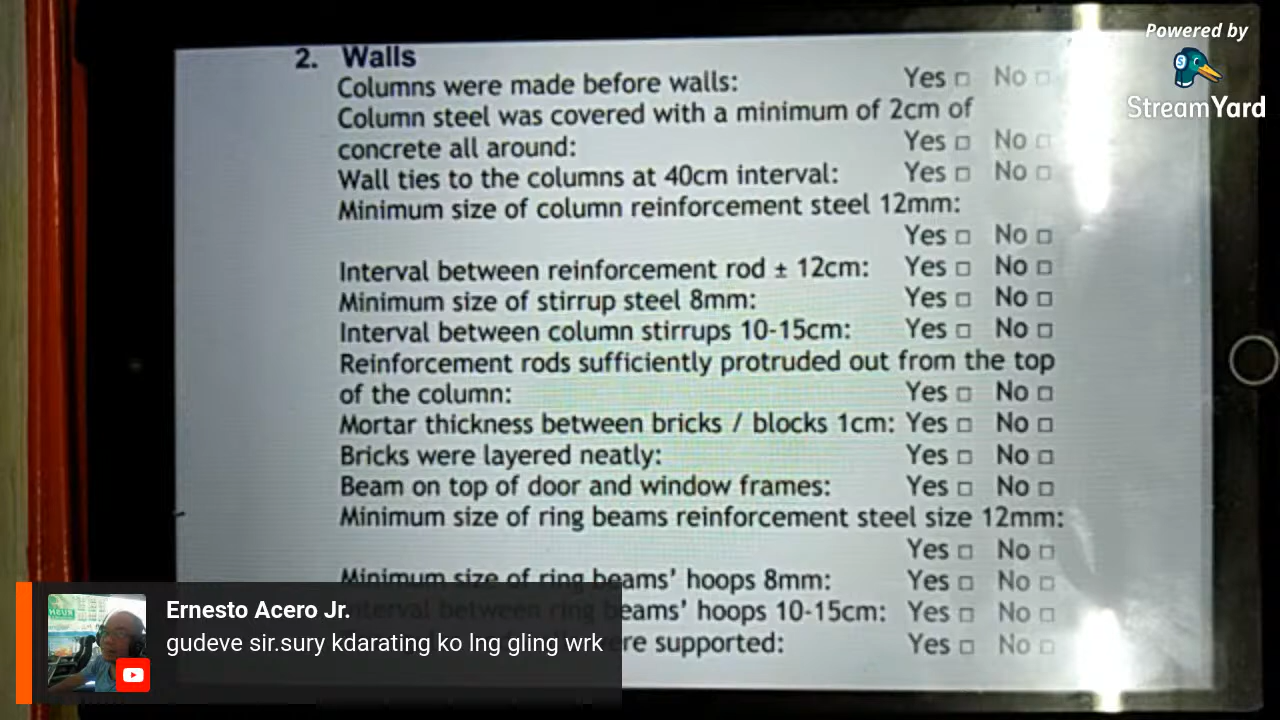 Powered by
StreamYard
2. Walls
Columns were made before walls: Yes □ No □
Column steel was covered with a minimum of 2cm of
concrete all around: Yes □ No □
Wall ties to the columns at 40cm interval: Yes □ No □
Minimum size of column reinforcement steel 12mm:
Yes □ No □
Interval between reinforcement rod ± 12cm: Yes □ No □
Minimum size of stirrup steel 8mm: Yes □ No □
Interval between column stirrups 10-15cm: Yes □ No □
Reinforcement rods sufficiently protruded out from the top
of the column: Yes □ No □
Mortar thickness between bricks / blocks 1cm: Yes □ No □
Bricks were layered neatly: Yes □ No □
Beam on top of door and window frames: Yes □ No □
Minimum size of ring beams reinforcement steel size 12mm:
Yes □ No □
Minimum size of ring beams' hoops 8mm: Yes □ No □
Interval between ring beams' hoops 10-15cm: Yes □ No □
ere supported: Yes □ No □
Ernesto Acero Jr.
gudeve sir.sury kdarating ko lng gling wrk